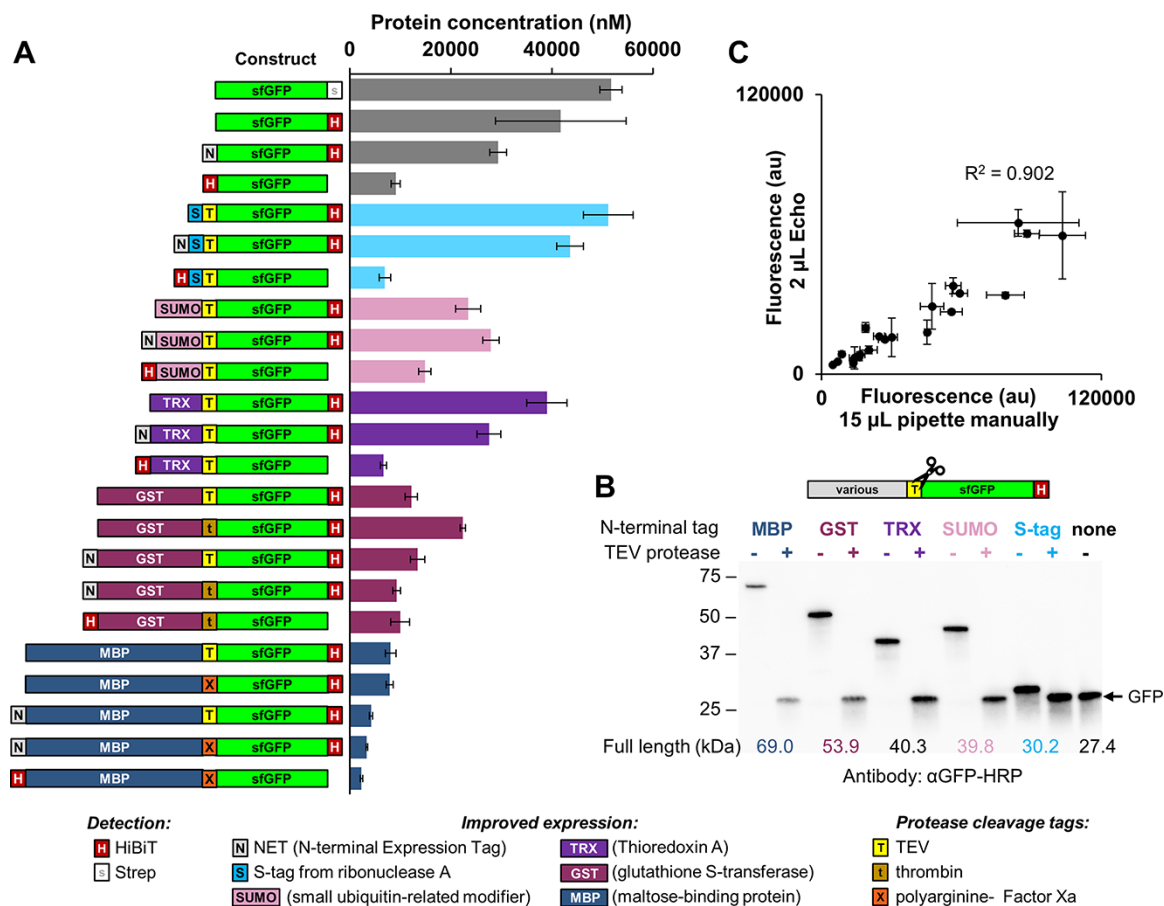 A
Construct
Protein concentration (nM)
0 20000 40000 60000
sfGFP s
sfGFP H
N sfGFP H
H sfGFP
S T sfGFP H
N S T sfGFP H
H S T sfGFP
SUMO T sfGFP H
N SUMO T sfGFP H
H SUMO T sfGFP
TRX T sfGFP H
N TRX T sfGFP H
H TRX T sfGFP
GST T sfGFP H
GST t sfGFP H
N GST T sfGFP H
N GST t sfGFP H
H GST t sfGFP
MBP T sfGFP H
MBP X sfGFP H
N MBP T sfGFP H
N MBP X sfGFP H
H MBP X sfGFP
C
120000
Fluorescence (au)
2 µL Echo
R² = 0.902
0
0 120000
Fluorescence (au)
15 µL pipette manually
B
various T sfGFP H
N-terminal tag MBP GST TRX SUMO S-tag none
TEV protease - + - + - + - + - + -
75
50
37
25
GFP
Full length (kDa) 69.0 53.9 40.3 39.8 30.2 27.4
Antibody: αGFP-HRP
Detection:
H HiBiT
s Strep
Improved expression:
N NET (N-terminal Expression Tag)
S S-tag from ribonuclease A
SUMO (small ubiquitin-related modifier)
TRX (Thioredoxin A)
GST (glutathione S-transferase)
MBP (maltose-binding protein)
Protease cleavage tags:
T TEV
t thrombin
X polyarginine- Factor Xa